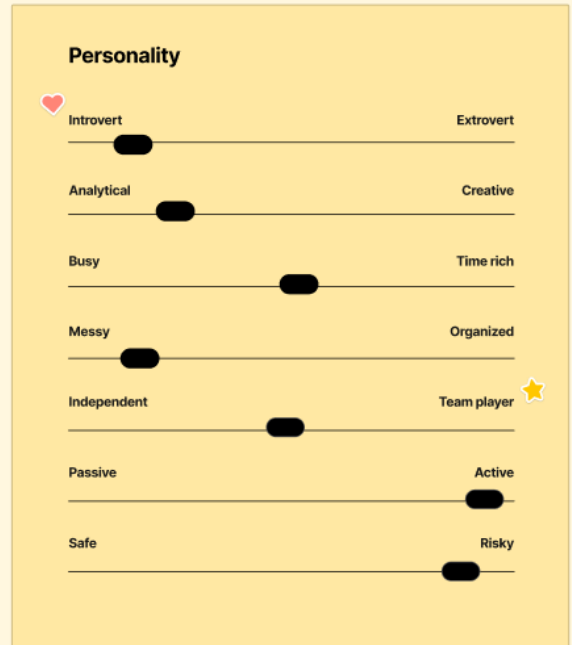 Personality
Introvert Extrovert
Analytical Creative
Busy Time rich
Messy Organized
Independent Team player
Passive Active
Safe Risky